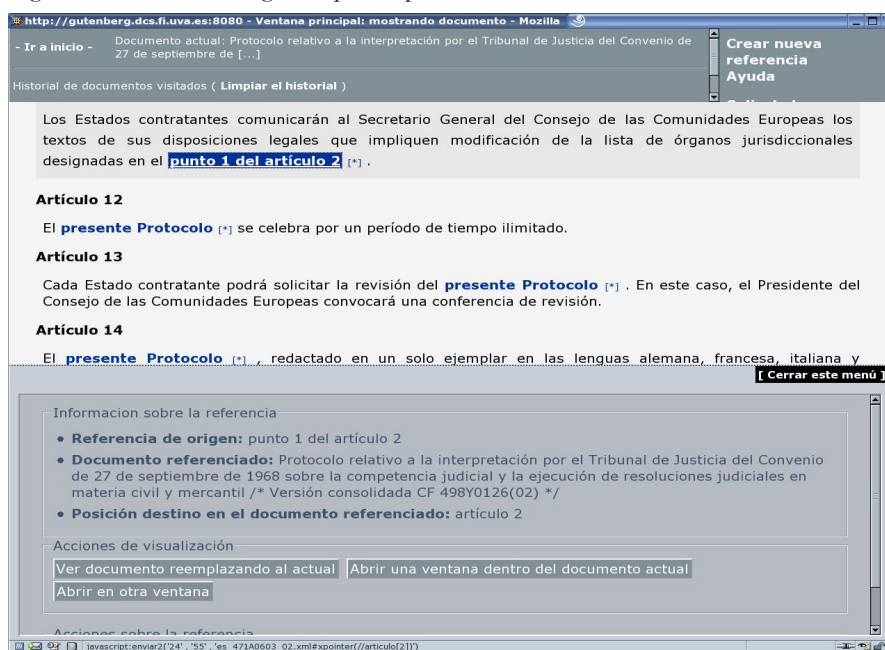 http://gutenberg.dcs.fi.uva.es:8080 - Ventana principal: mostrando documento - Mozilla
- Ir a inicio -
Documento actual: Protocolo relativo a la interpretación por el Tribunal de Justicia del Convenio de
27 de septiembre de [...]
Historial de documentos visitados ( Limpiar el historial )
Crear nueva
referencia
Ayuda
Los Estados contratantes comunicarán al Secretario General del Consejo de las Comunidades Europeas los
textos de sus disposiciones legales que impliquen modificación de la lista de órganos jurisdiccionales
designadas en el punto 1 del artículo 2 [*] .
Artículo 12
El presente Protocolo [*] se celebra por un período de tiempo ilimitado.
Artículo 13
Cada Estado contratante podrá solicitar la revisión del presente Protocolo [*] . En este caso, el Presidente del
Consejo de las Comunidades Europeas convocará una conferencia de revisión.
Artículo 14
El presente Protocolo [*] , redactado en un solo ejemplar en las lenguas alemana, francesa, italiana y
[ Cerrar este menú ]
Informacion sobre la referencia
• Referencia de origen: punto 1 del artículo 2
• Documento referenciado: Protocolo relativo a la interpretación por el Tribunal de Justicia del Convenio
de 27 de septiembre de 1968 sobre la competencia judicial y la ejecución de resoluciones judiciales en
materia civil y mercantil /* Versión consolidada CF 498Y0126(02) */
• Posición destino en el documento referenciado: artículo 2
Acciones de visualización
Ver documento reemplazando al actual Abrir una ventana dentro del documento actual
Abrir en otra ventana
Acciones sobre la referencia
javascript:enviar2('24' , '55' , 'es_471A0603_02.xml#xpointer(//articulo[2])')